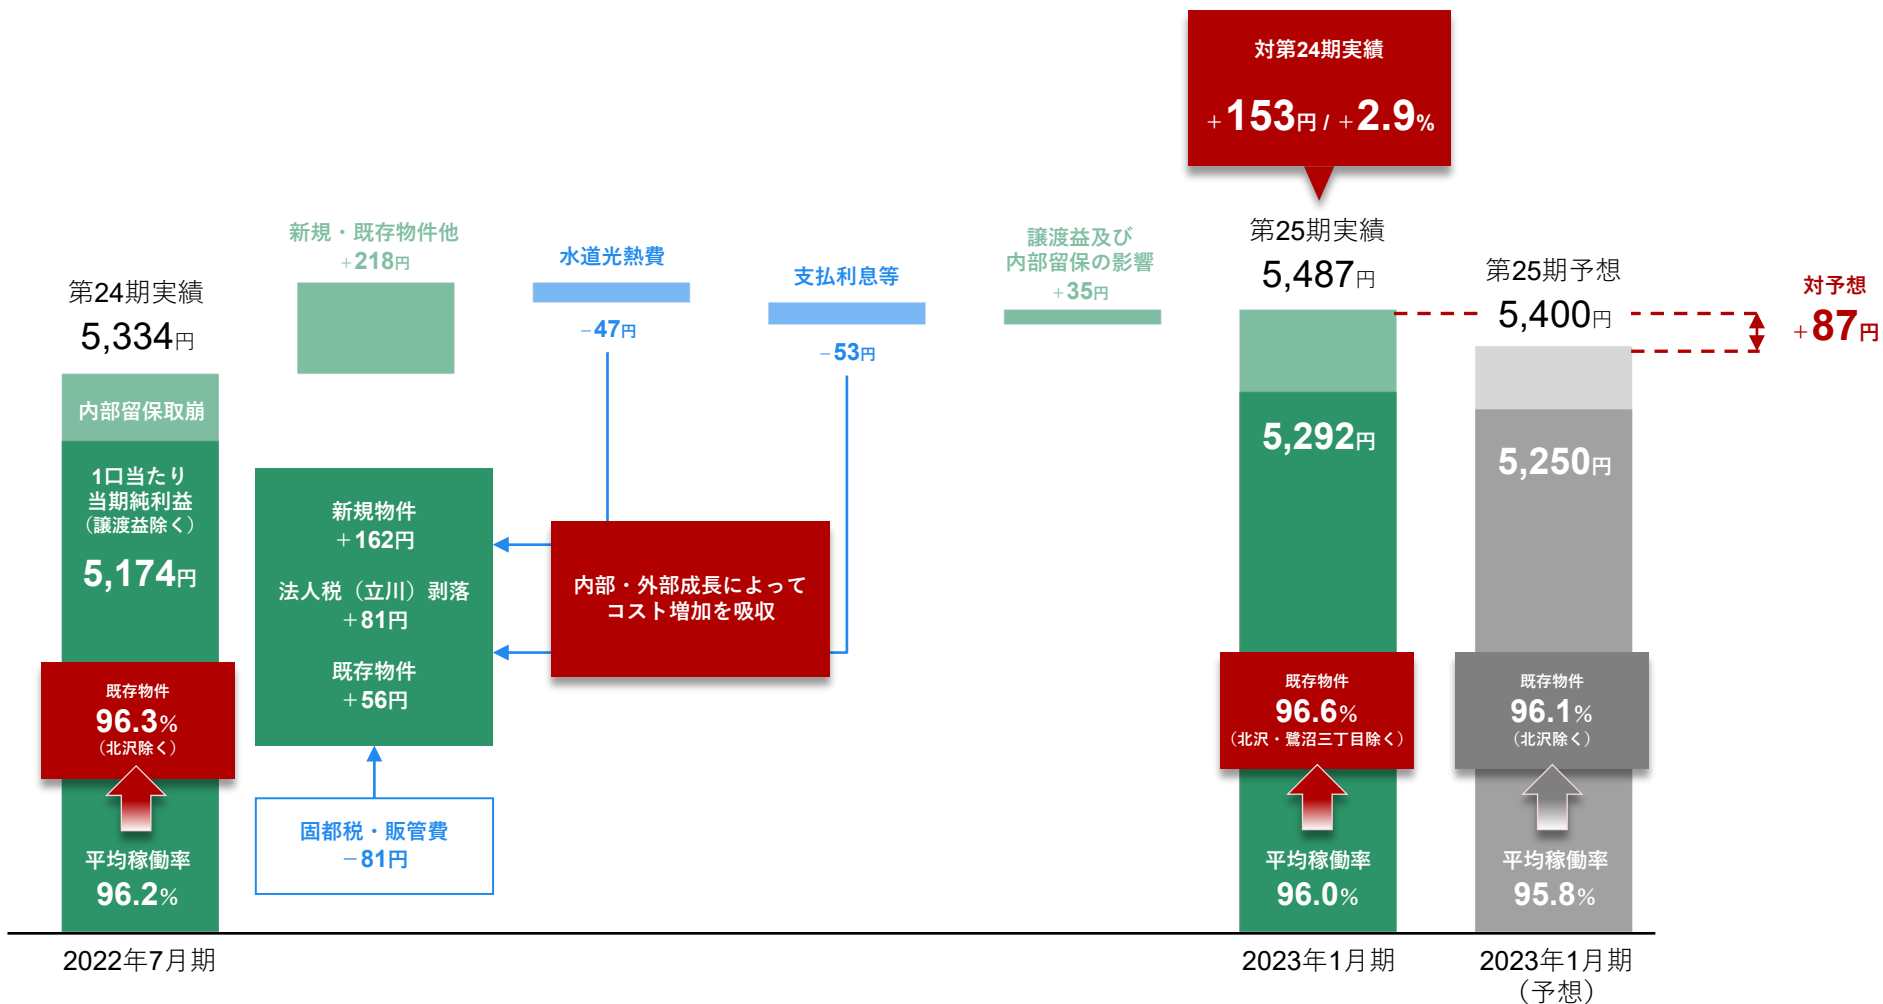 対第24期実績
+153円 / +2.9%
第24期実績
5,334円
内部留保取崩
1口当たり
当期純利益
（譲渡益除く）
5,174円
既存物件
96.3%
（北沢除く）
平均稼働率
96.2%
2022年7月期
新規・既存物件他
+218円
新規物件
+162円
法人税（立川）剥落
+81円
既存物件
+56円
固都税・販管費
−81円
水道光熱費
−47円
支払利息等
−53円
内部・外部成長によって
コスト増加を吸収
譲渡益及び
内部留保の影響
+35円
第25期実績
5,487円
5,292円
既存物件
96.6%
（北沢・鷺沼三丁目除く）
平均稼働率
96.0%
2023年1月期
第25期予想
5,400円
5,250円
既存物件
96.1%
（北沢除く）
平均稼働率
95.8%
2023年1月期
（予想）
対予想
+87円